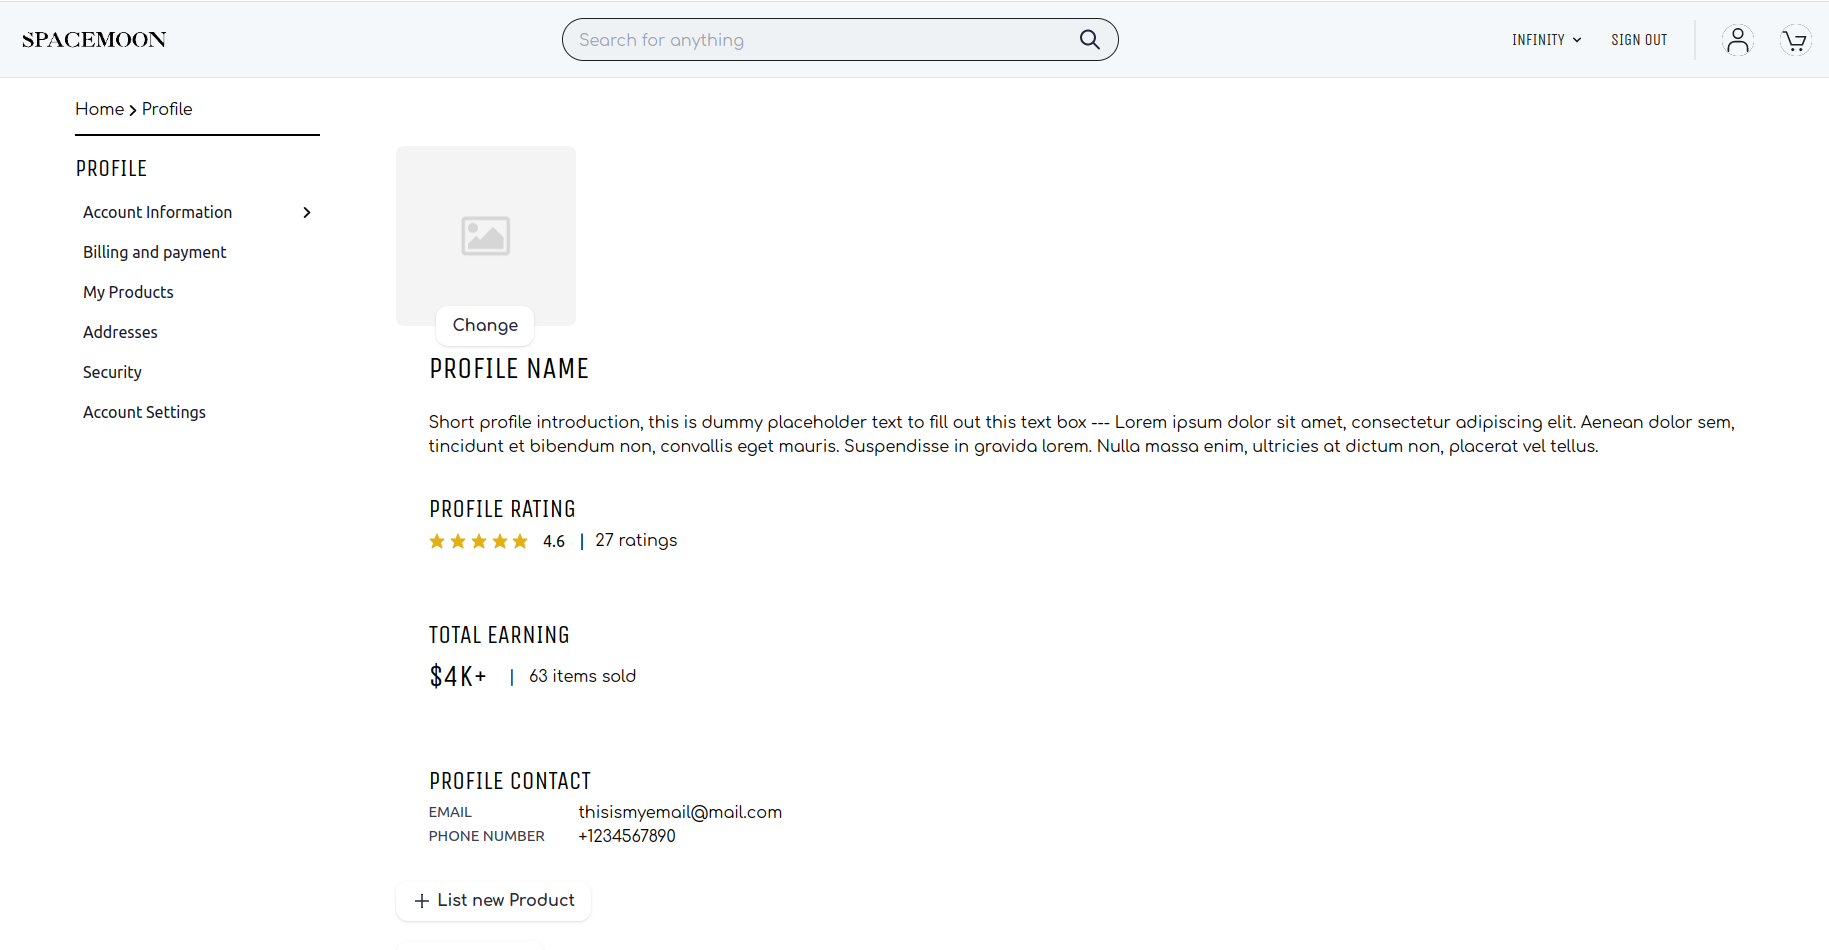 SPACEMOON
Search for anything
INFINITY
SIGN OUT
Home
Profile
PROFILE
Account Information
Billing and payment
My Products
Addresses
Security
Account Settings
Change
PROFILE NAME
Short profile introduction, this is dummy placeholder text to fill out this text box --- Lorem ipsum dolor sit amet, consectetur adipiscing elit. Aenean dolor sem,
tincidunt et bibendum non, convallis eget mauris. Suspendisse in gravida lorem. Nulla massa enim, ultricies at dictum non, placerat vel tellus.
PROFILE RATING
4.6 | 27 ratings
TOTAL EARNING
$4K+ | 63 items sold
PROFILE CONTACT
EMAIL thisismyemail@mail.com
PHONE NUMBER +1234567890
+ List new Product